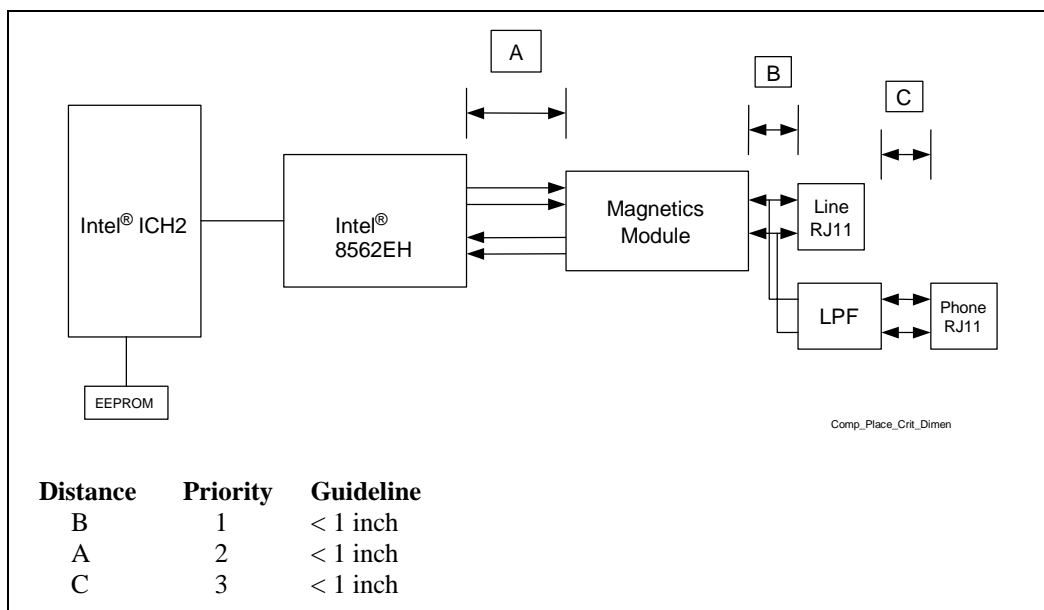 A
B
C
Intel® ICH2
Intel®
8562EH
Magnetics
Module
Line
RJ11
LPF
Phone
RJ11
EEPROM
Comp_Place_Crit_Dimen
Distance Priority Guideline
B 1 < 1 inch
A 2 < 1 inch
C 3 < 1 inch